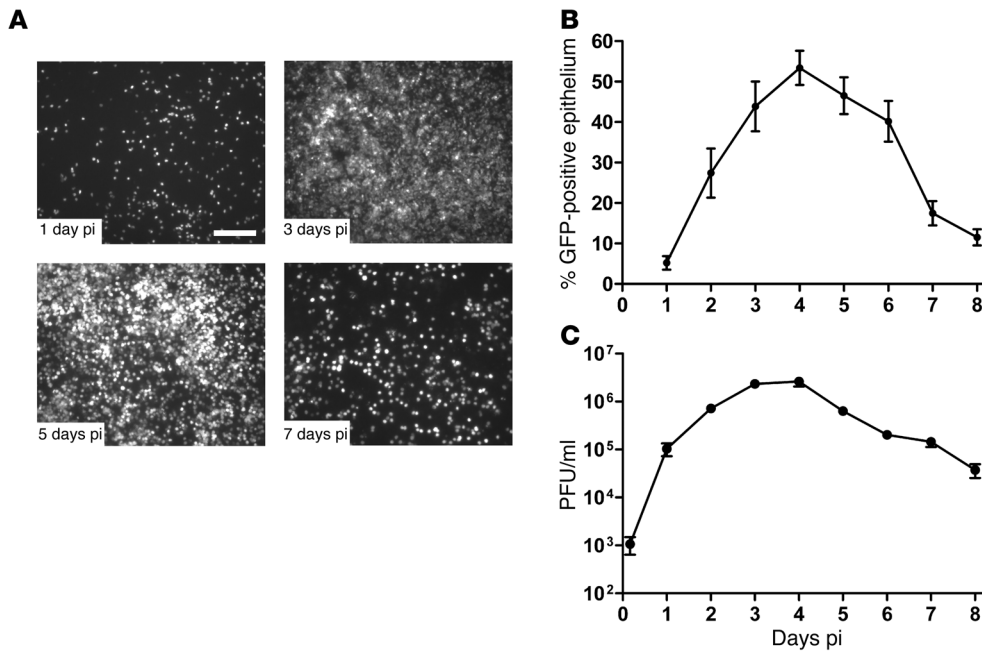 A
1 day pi
3 days pi
5 days pi
7 days pi
B
% GFP-positive epithelium
60
50
40
30
20
10
0
0 1 2 3 4 5 6 7 8
C
PFU/ml
10⁷
10⁶
10⁵
10⁴
10³
10²
0 1 2 3 4 5 6 7 8
Days pi